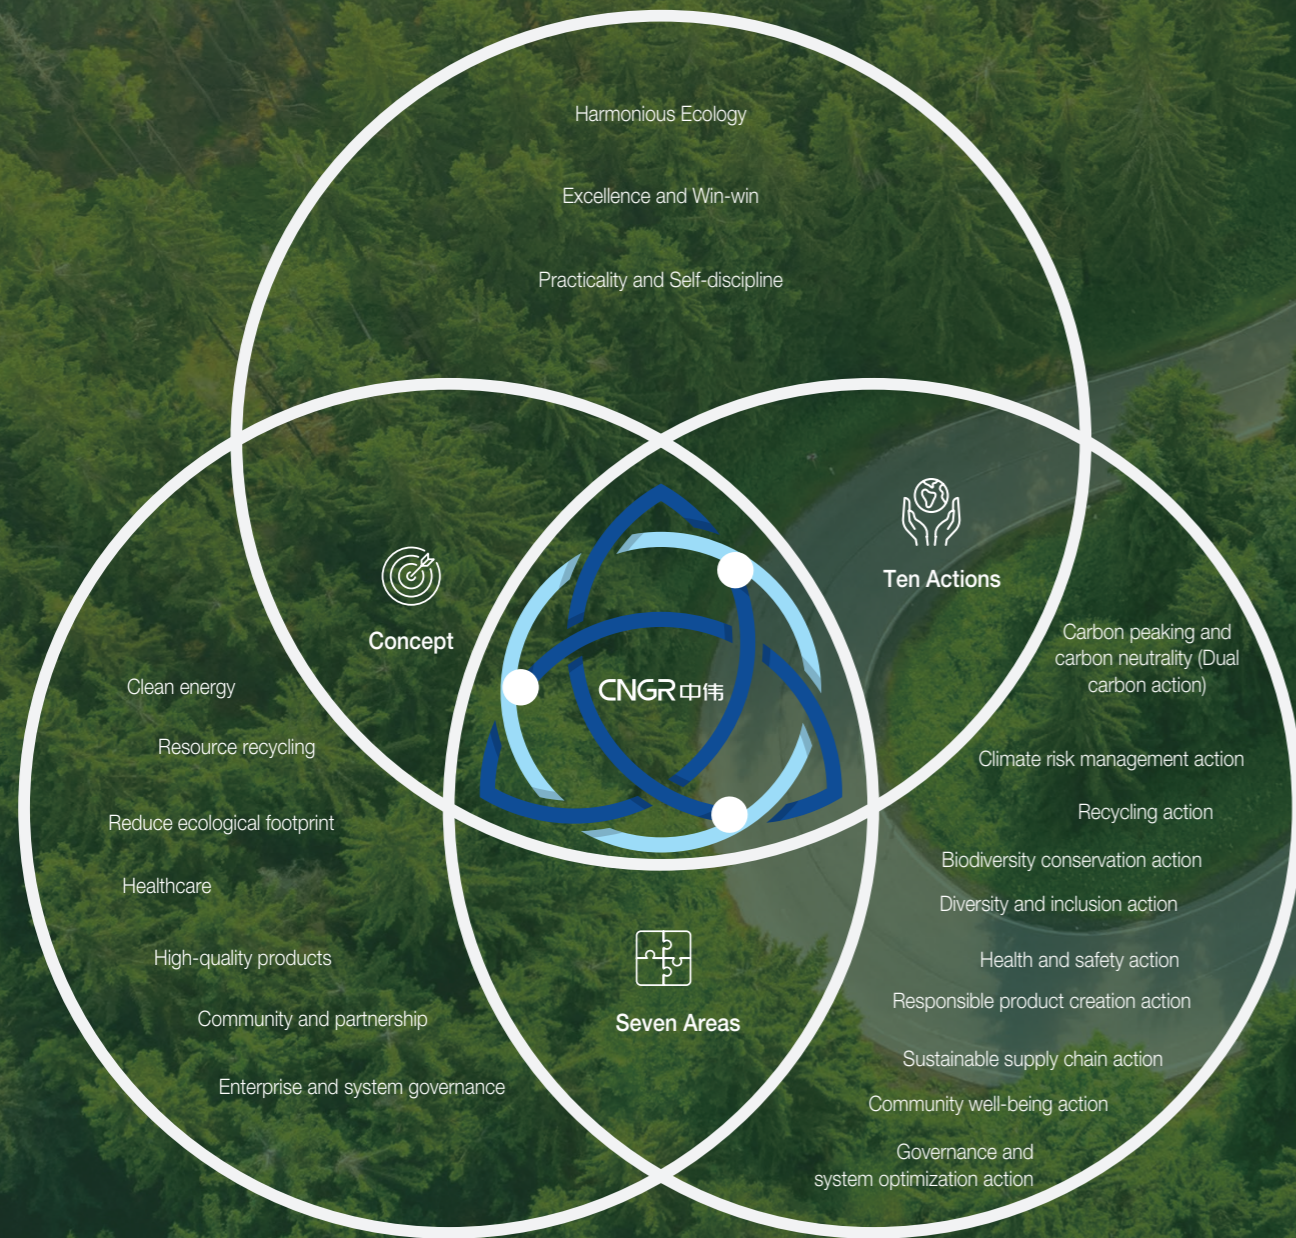 Harmonious Ecology
Excellence and Win-win
Practicality and Self-discipline
Concept
Ten Actions
CNGR中伟
Clean energy
Resource recycling
Reduce ecological footprint
Healthcare
High-quality products
Community and partnership
Enterprise and system governance
Seven Areas
Carbon peaking and
carbon neutrality (Dual
carbon action)
Climate risk management action
Recycling action
Biodiversity conservation action
Diversity and inclusion action
Health and safety action
Responsible product creation action
Sustainable supply chain action
Community well-being action
Governance and
system optimization action